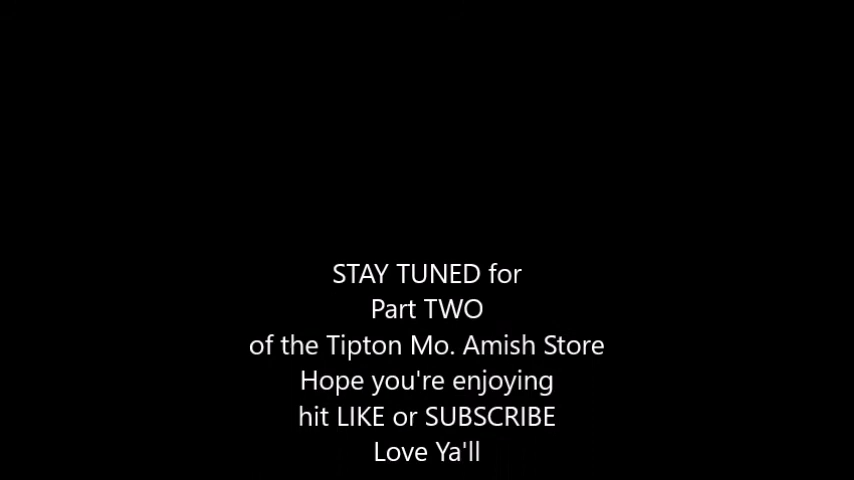 STAY TUNED for
Part TWO
of the Tipton Mo. Amish Store
Hope you're enjoying
hit LIKE or SUBSCRIBE
Love Ya'll